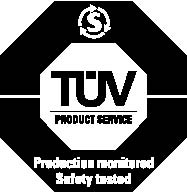 S
TÜV
PRODUCT SERVICE
Production monitored
Safety tested